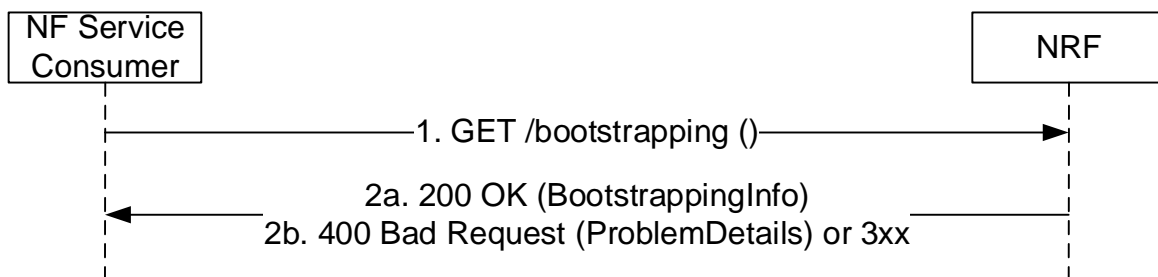 NF Service
Consumer
NRF
1. GET /bootstrapping ()
2a. 200 OK (BootstrappingInfo)
2b. 400 Bad Request (ProblemDetails) or 3xx